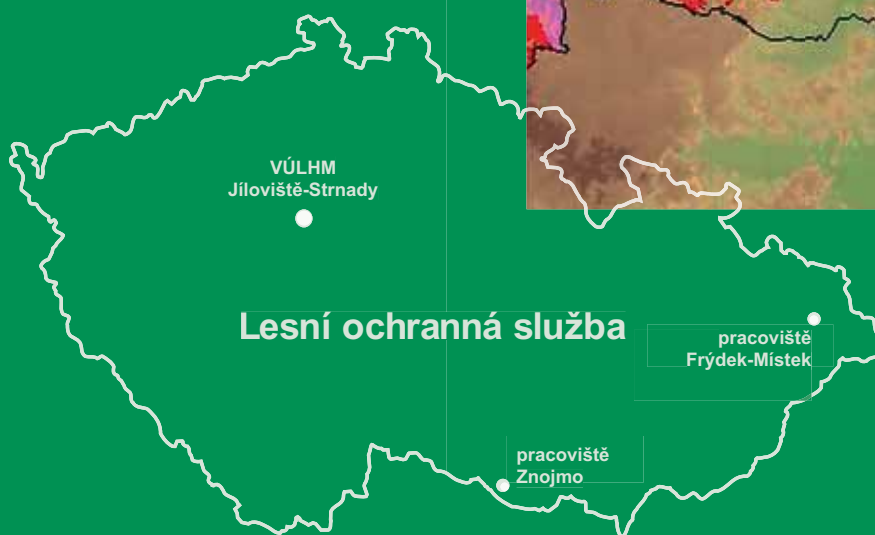 VÚLHM
Jíloviště-Strnady
Lesní ochranná služba
pracoviště
Frýdek-Místek
pracoviště
Znojmo